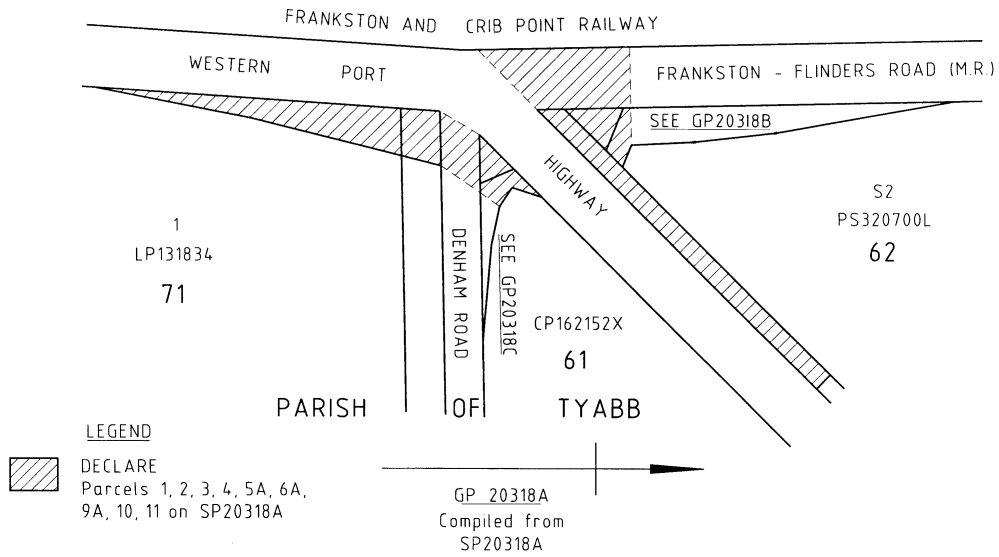 FRANKSTON AND CRIB POINT RAILWAY
WESTERN PORT
FRANKSTON - FLINDERS ROAD (M.R.)
SEE GP20318B
HIGHWAY
S2
PS320700L
62
1
LP131834
71
DENHAM ROAD
SEE GP20318C
CP162152X
61
PARISH OF TYABB
LEGEND
DECLARE
Parcels 1, 2, 3, 4, 5A, 6A,
9A, 10, 11 on SP20318A
GP 20318A
Compiled from
SP20318A